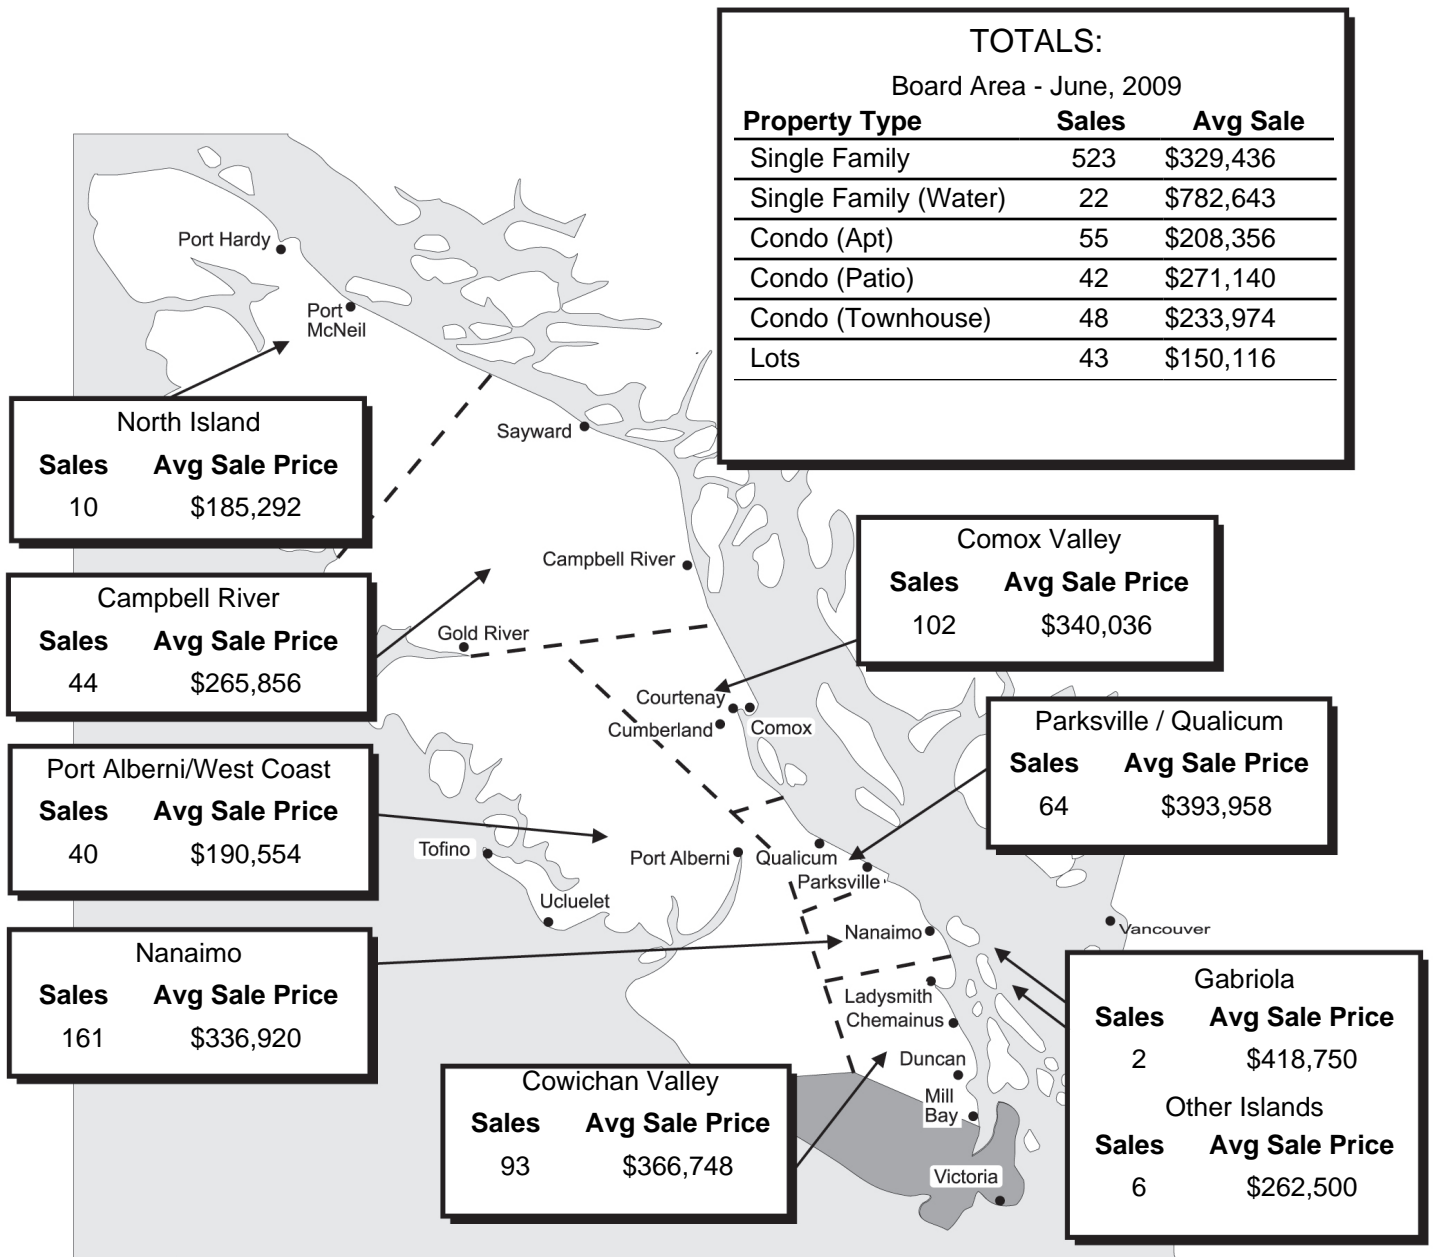 TOTALS:
Board Area - June, 2009
Property Type Sales Avg Sale
Single Family 523 $329,436
Single Family (Water) 22 $782,643
Condo (Apt) 55 $208,356
Condo (Patio) 42 $271,140
Condo (Townhouse) 48 $233,974
Lots 43 $150,116
Port Hardy
Port
McNeil
North Island
Sales Avg Sale Price
10 $185,292
Sayward
Campbell River
Comox Valley
Sales Avg Sale Price
102 $340,036
Campbell River
Sales Avg Sale Price
44 $265,856
Gold River
Courtenay
Cumberland
Comox
Parksville / Qualicum
Sales Avg Sale Price
64 $393,958
Port Alberni/West Coast
Sales Avg Sale Price
40 $190,554
Tofino
Port Alberni
Qualicum
Parksville
Ucluelet
Nanaimo
Vancouver
Nanaimo
Sales Avg Sale Price
161 $336,920
Ladysmith
Chemainus
Duncan
Mill
Bay
Gabriola
Sales Avg Sale Price
2 $418,750
Other Islands
Sales Avg Sale Price
6 $262,500
Cowichan Valley
Sales Avg Sale Price
93 $366,748
Victoria